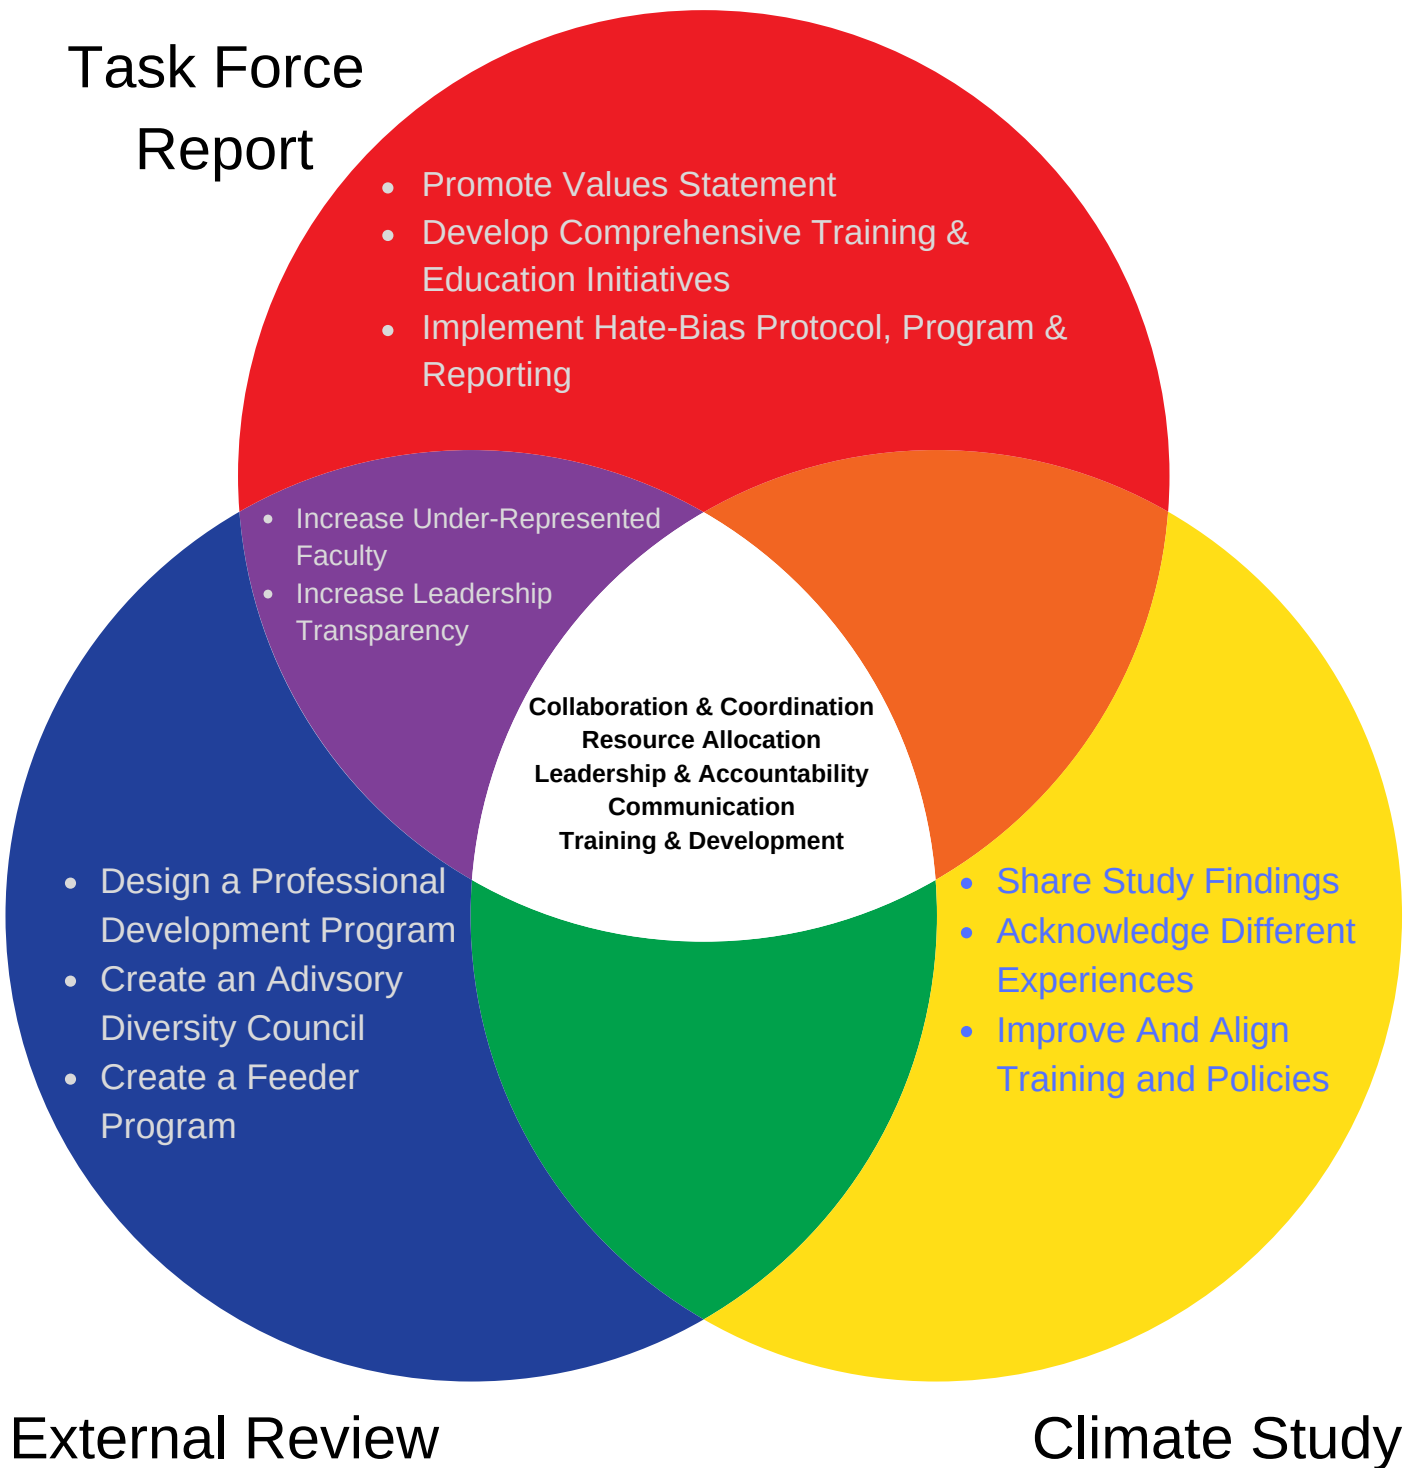 Task Force
Report
• Promote Values Statement
• Develop Comprehensive Training &
Education Initiatives
• Implement Hate-Bias Protocol, Program &
Reporting
• Increase Under-Represented
Faculty
• Increase Leadership
Transparency
Collaboration & Coordination
Resource Allocation
Leadership & Accountability
Communication
Training & Development
• Design a Professional
Development Program
• Create an Adivsory
Diversity Council
• Create a Feeder
Program
• Share Study Findings
• Acknowledge Different
Experiences
• Improve And Align
Training and Policies
External Review
Climate Study